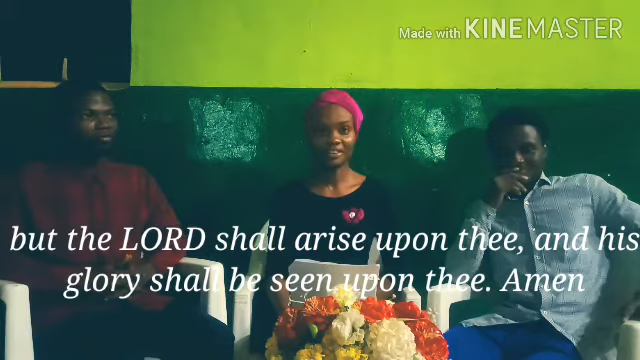 Made with KINEMASTER
but the LORD shall arise upon thee, and his
glory shall be seen upon thee. Amen